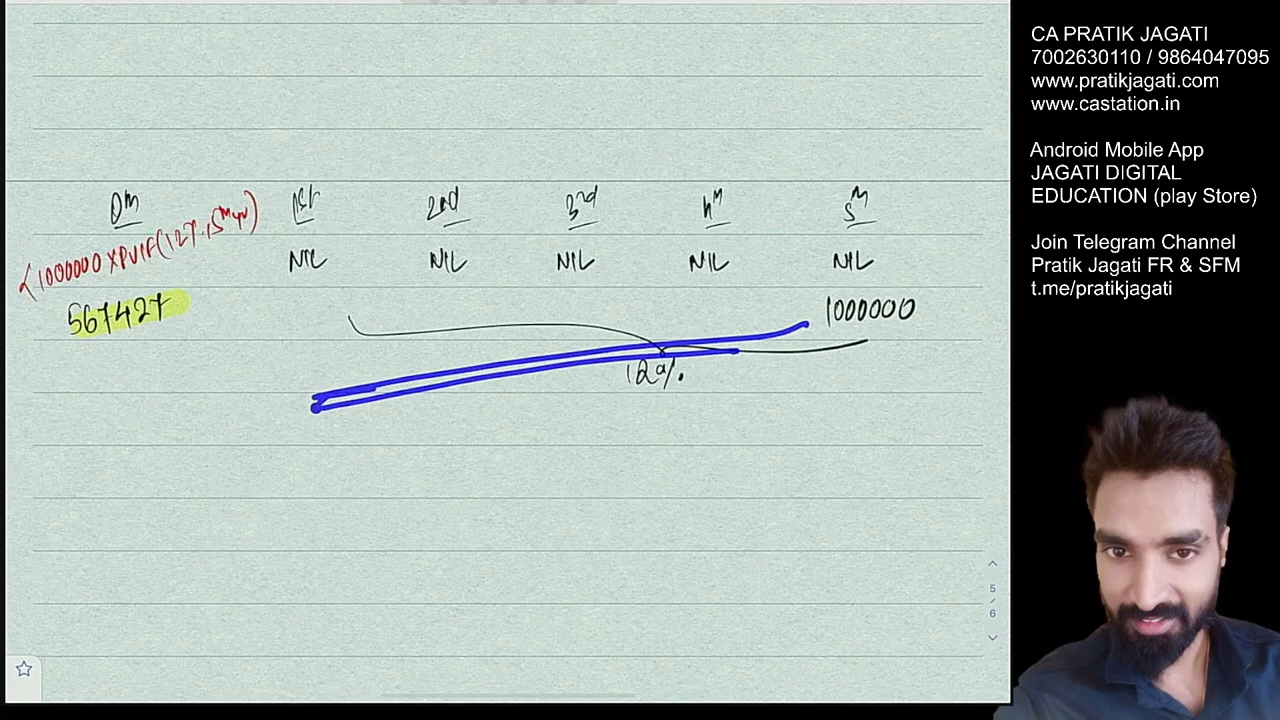 0th 1st 2nd 3rd 4th 5th
(1000000 X PVIF(12%, 5th yr)
NIL NIL NIL NIL NIL
567427
1000000
12%
5
6
CA PRATIK JAGATI
7002630110 / 9864047095
www.pratikjagati.com
www.castation.in
Android Mobile App
JAGATI DIGITAL
EDUCATION (play Store)
Join Telegram Channel
Pratik Jagati FR & SFM
t.me/pratikjagati